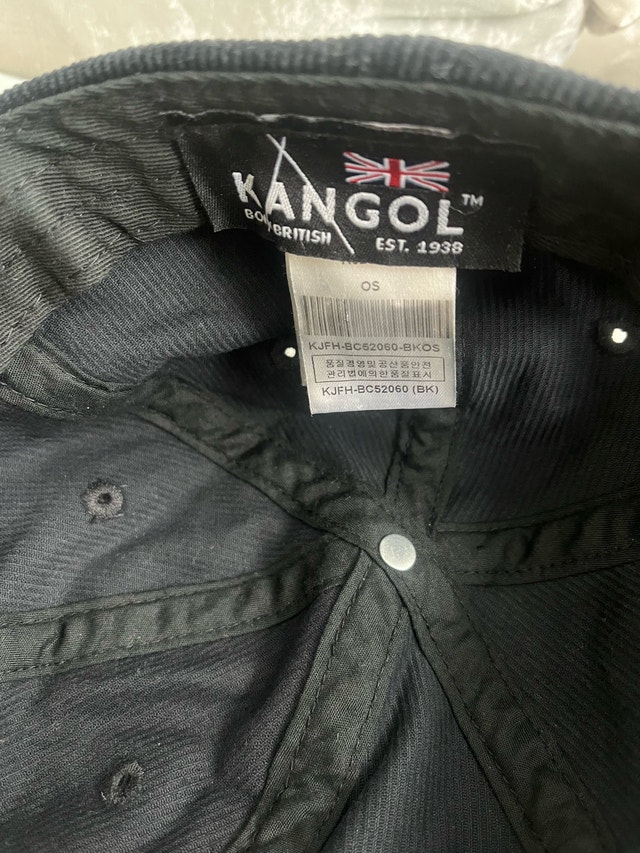 KANGOL™
BORN BRITISH
EST. 1938
OS
KJFH-BC52060-BKOS
품질경영및공산품안전
관리법에의한품질표시
KJFH-BC52060 (BK)